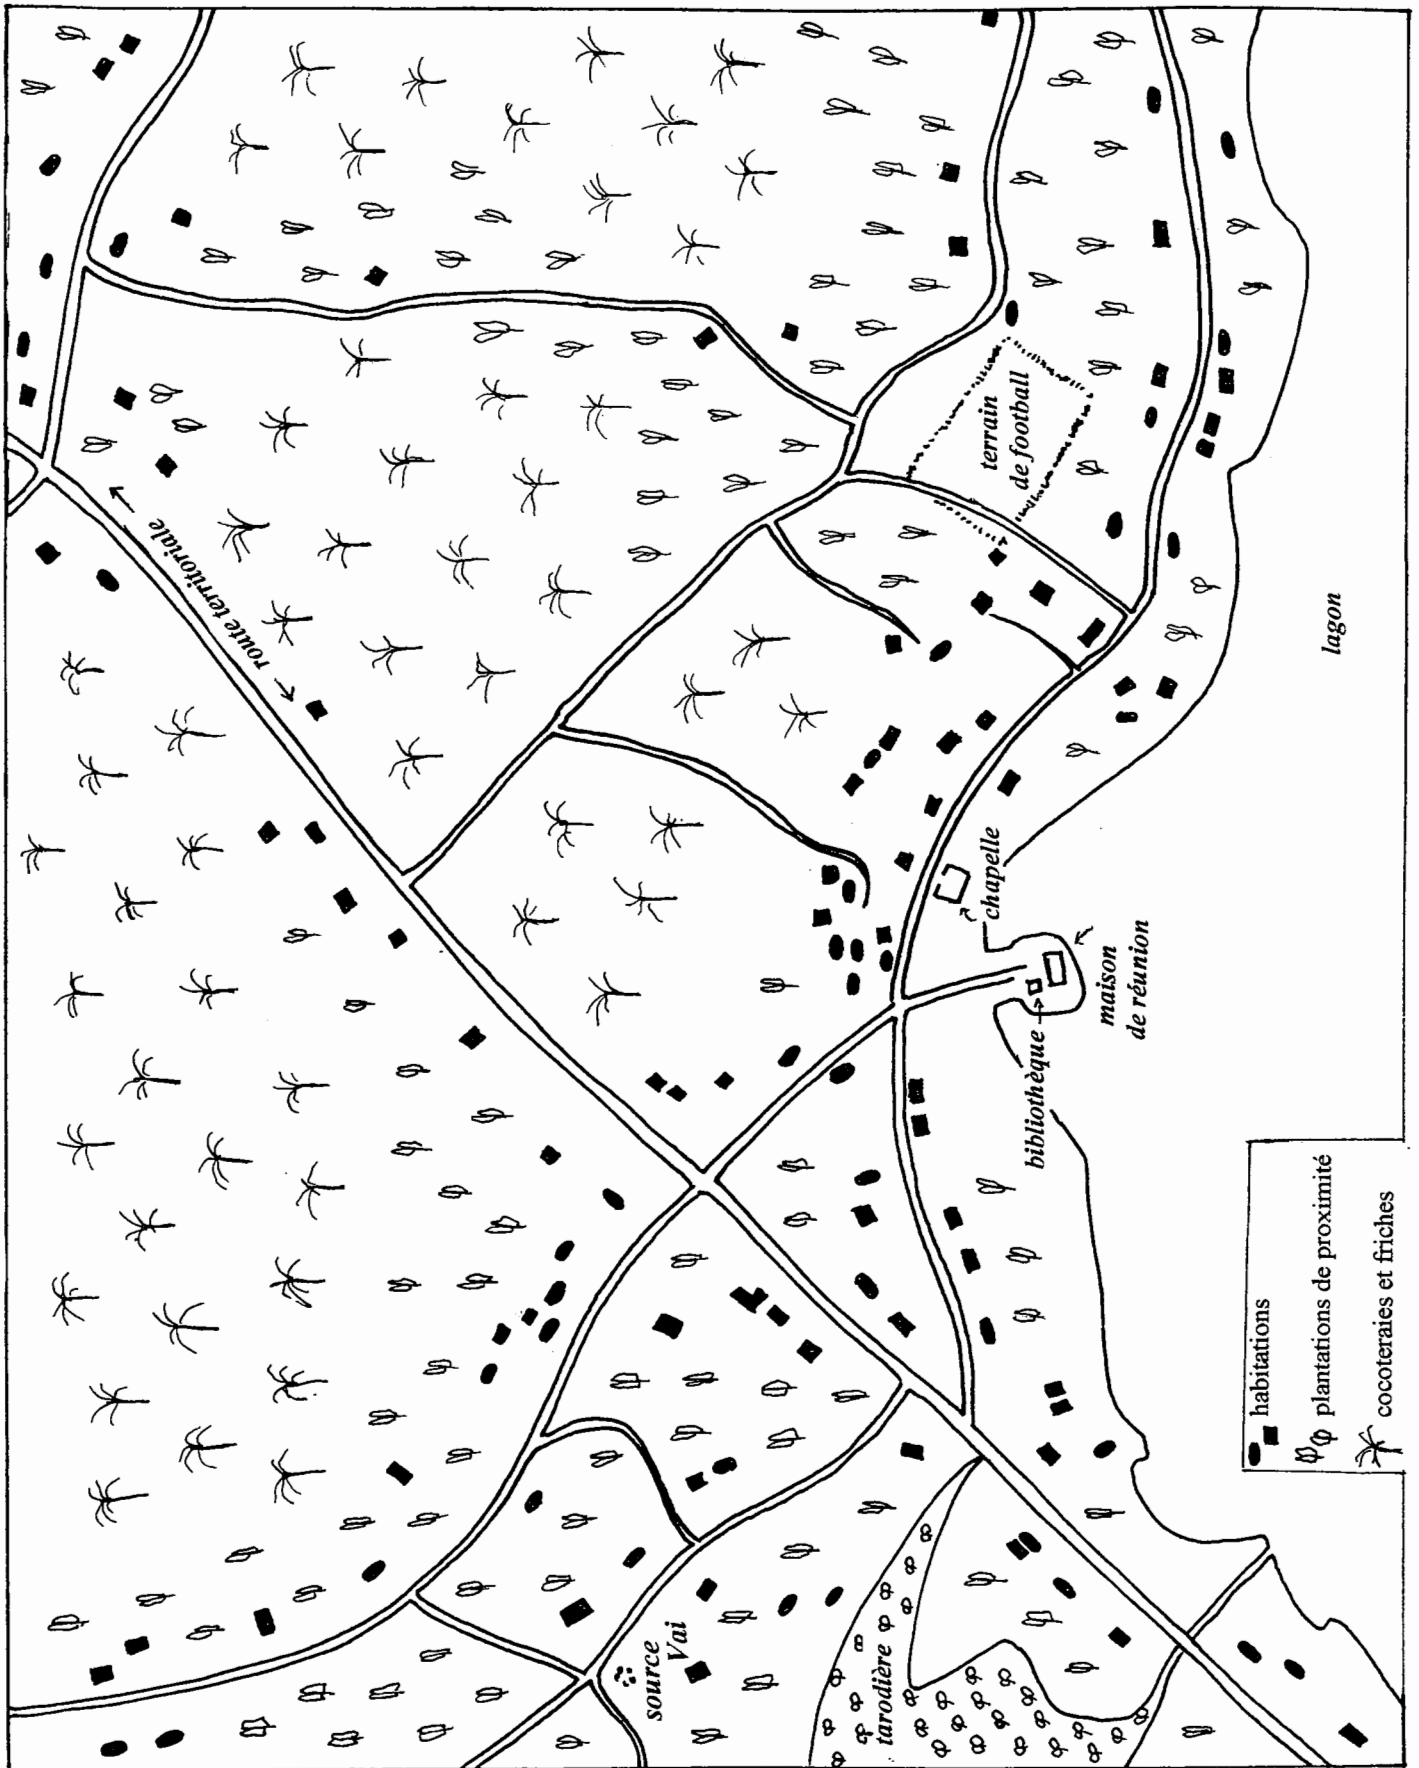 route territoriale
terrain
de football
lagon
chapelle
maison
de réunion
bibliothèque
source
Vai
tarodière
habitations
plantations de proximité
cocoteraies et friches